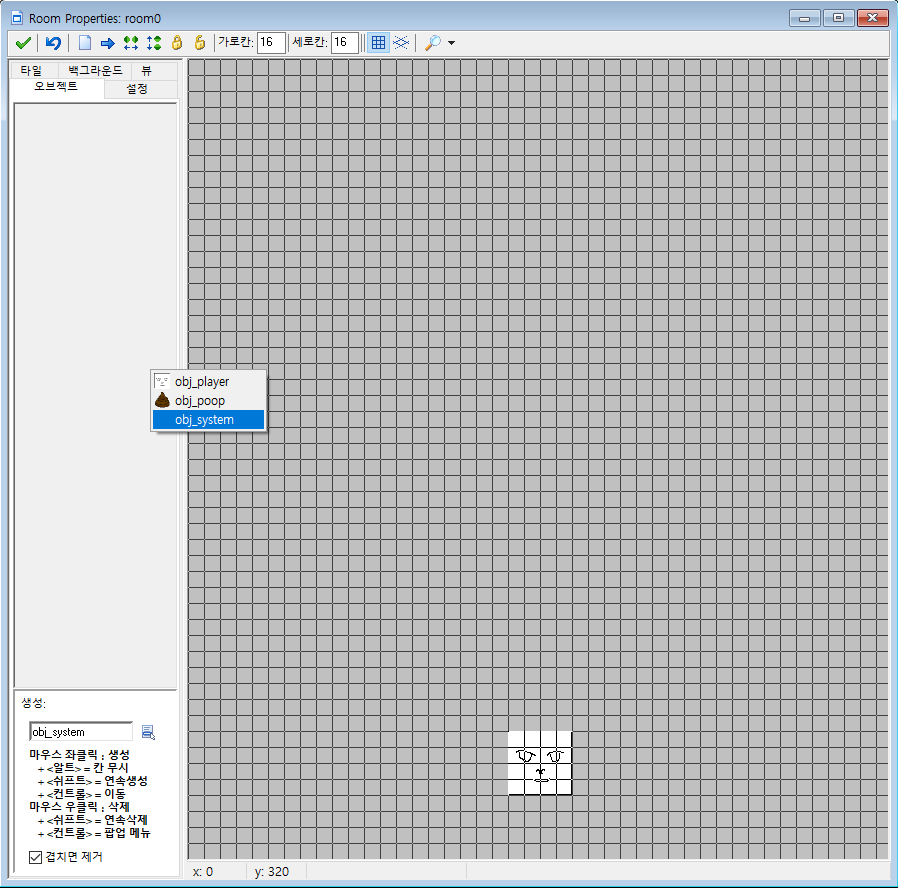 Room Properties: room0
가로칸: 16 세로칸: 16
타일 백그라운드 뷰
오브젝트 설정
obj_player
obj_poop
obj_system
생성:
obj_system
마우스 좌클릭 : 생성
+ <알트> = 칸 무시
+ <쉬프트> = 연속생성
+ <컨트롤> = 이동
마우스 우클릭 : 삭제
+ <쉬프트> = 연속삭제
+ <컨트롤> = 팝업 메뉴
겹치면 제거
x: 0 y: 320